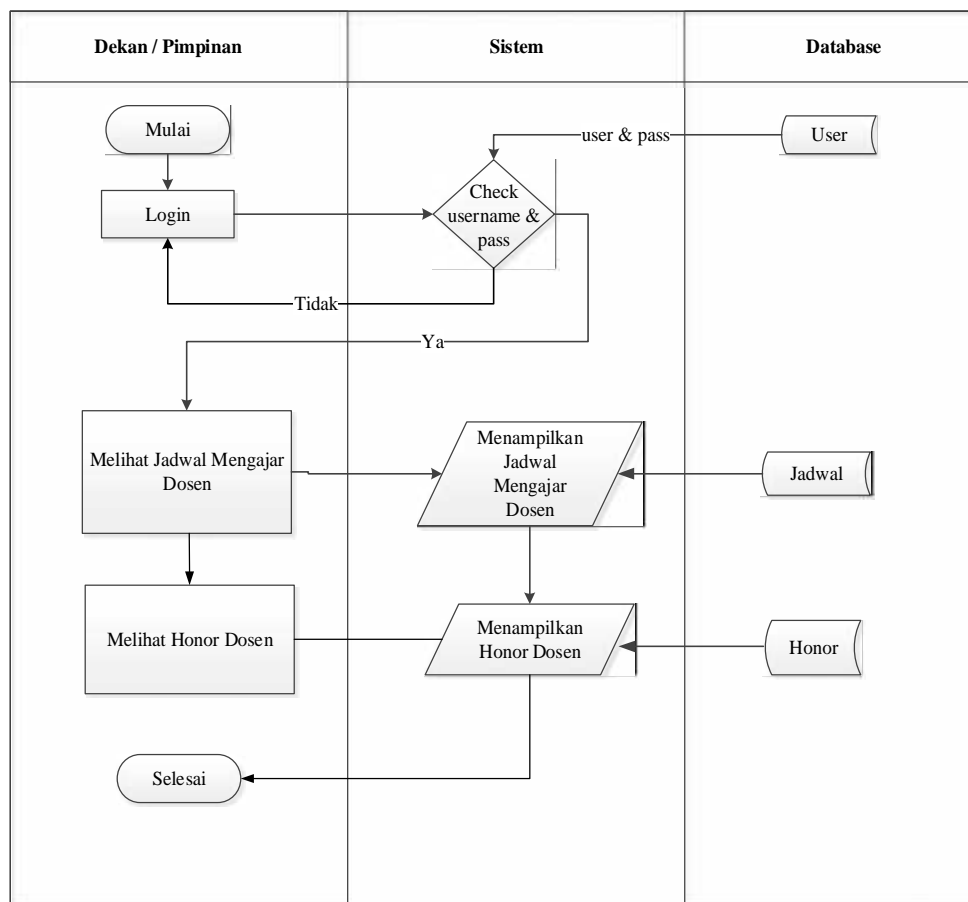 Dekan / Pimpinan
Sistem
Database
Mulai
user & pass
User
Login
Check
username &
pass
Tidak
Ya
Melihat Jadwal Mengajar
Dosen
Menampilkan
Jadwal
Mengajar
Dosen
Jadwal
Melihat Honor Dosen
Menampilkan
Honor Dosen
Honor
Selesai